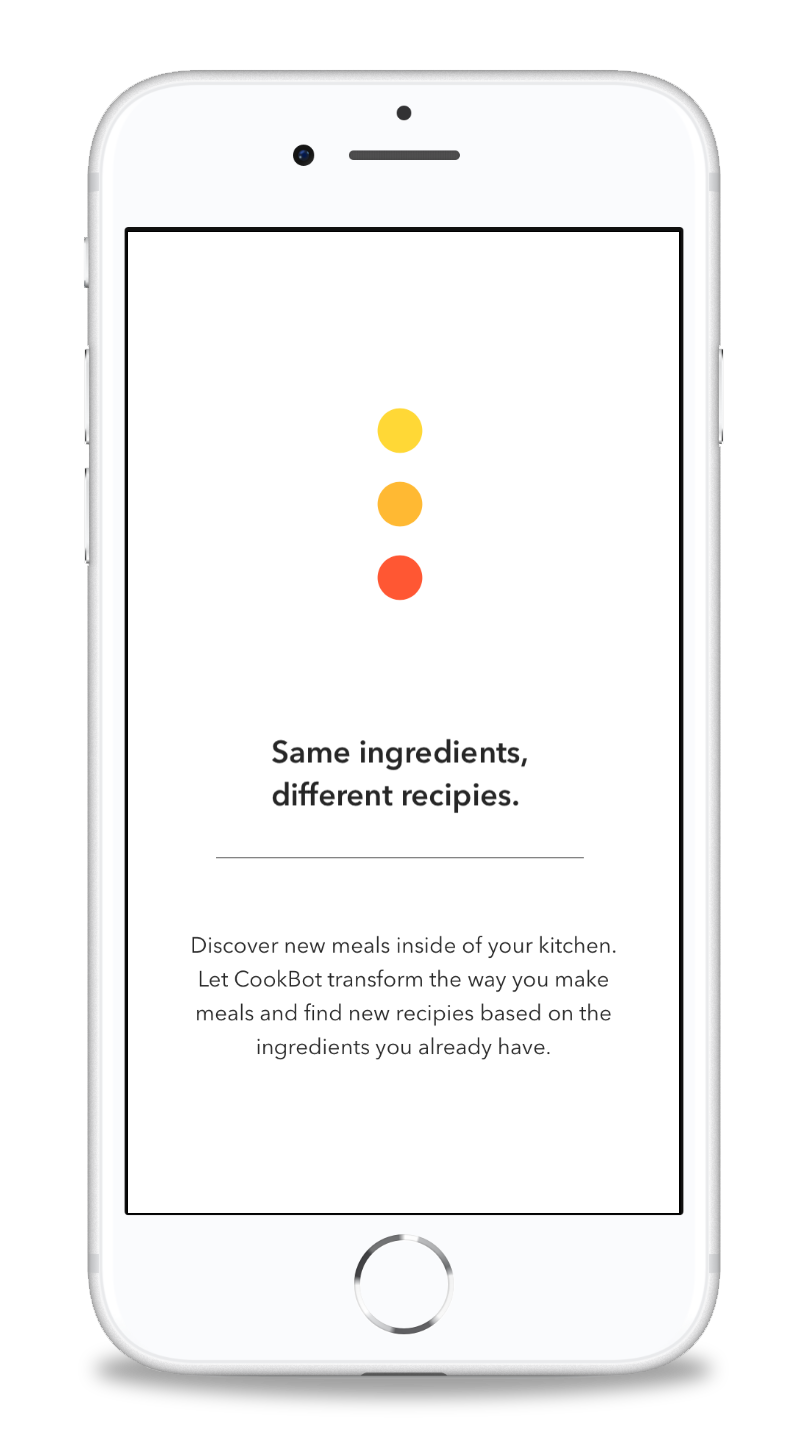 Same ingredients,
different recipies.
Discover new meals inside of your kitchen.
Let CookBot transform the way you make
meals and find new recipies based on the
ingredients you already have.